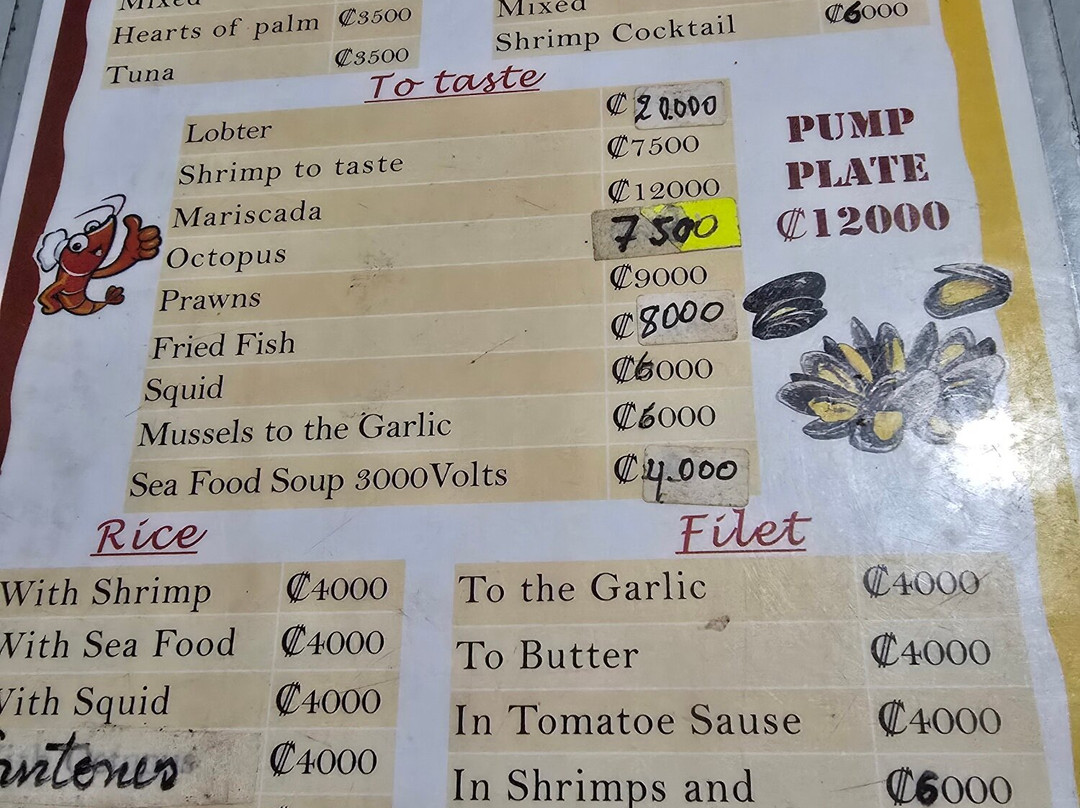 Mixed
Hearts of palm ₡3500
Tuna ₡3500
Mixed
Shrimp Cocktail ₡6000
To taste
Lobter ₡20.000
Shrimp to taste ₡7500
Mariscada ₡12000
Octopus 7500
Prawns ₡9000
Fried Fish ₡8000
Squid ₡6000
Mussels to the Garlic ₡6000
Sea Food Soup 3000Volts ₡4.000
PUMP
PLATE
₡12000
Rice
With Shrimp ₡4000
With Sea Food ₡4000
With Squid ₡4000
₡4000
Filet
To the Garlic ₡4000
To Butter ₡4000
In Tomatoe Sause ₡4000
In Shrimps and ₡6000